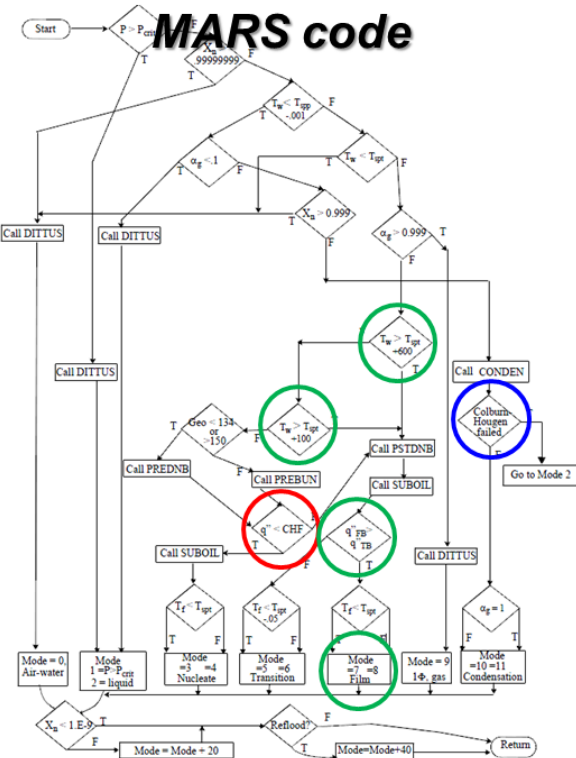 MARS code
Start
P > Pcrit
F
T
Xn >
.99999999
F
T
Tw < Tspp
-.001
F
T
αg < .1
T
F
Tw < Tspt
T
F
Xn > 0.999
T
F
αg > 0.999
T
F
Call DITTUS
Call DITTUS
Tw > Tspt
+600
T
Call DITTUS
Call CONDEN
Colburn-
Hougen
failed
F
Go to Mode 2
Geo < 134
or
>150
T
F
Tw > Tspt
+100
F
Call PSTDNB
Call PREDNB
Call PREBUN
Call SUBOIL
q" < CHF
T
F
q"FB>
q"TB
F
T
Call SUBOIL
Call DITTUS
Tf < Tspt
T
F
Tf < Tspt
-.05
T
F
Tf < Tspt
T
F
αg = 1
F
T
Mode = 0,
Air-water
Mode
1 =P>Pcrit
2 = liquid
Mode
=3 =4
Nucleate
Mode
=5 =6
Transition
Mode
=7 =8
Film
Mode = 9
1Φ, gas
Mode
=10 =11
Condensation
Xn < 1.E-9
T
F
Mode = Mode + 20
Reflood?
F
T
Mode=Mode+40
Return